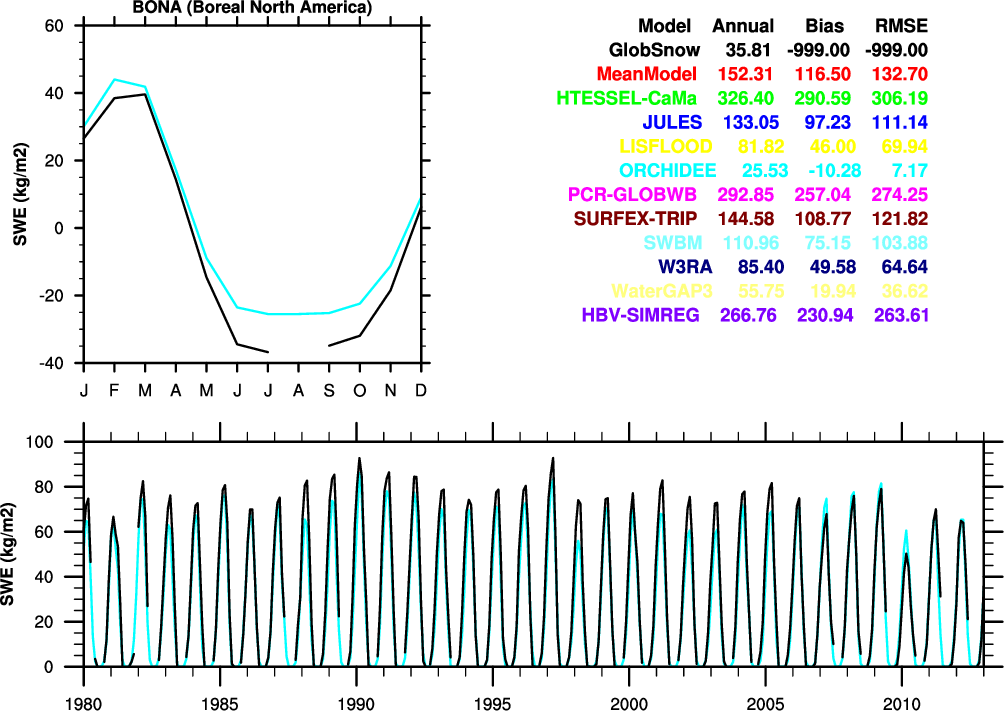 BONA (Boreal North America)
60
40
20
0
-20
-40
SWE (kg/m2)
J F M A M J J A S O N D
Model Annual Bias RMSE
GlobSnow 35.81 -999.00 -999.00
MeanModel 152.31 116.50 132.70
HTESSEL-CaMa 326.40 290.59 306.19
JULES 133.05 97.23 111.14
LISFLOOD 81.82 46.00 69.94
ORCHIDEE 25.53 -10.28 7.17
PCR-GLOBWB 292.85 257.04 274.25
SURFEX-TRIP 144.58 108.77 121.82
SWBM 110.96 75.15 103.88
W3RA 85.40 49.58 64.64
WaterGAP3 55.75 19.94 36.62
HBV-SIMREG 266.76 230.94 263.61
100
80
60
40
20
0
SWE (kg/m2)
1980 1985 1990 1995 2000 2005 2010